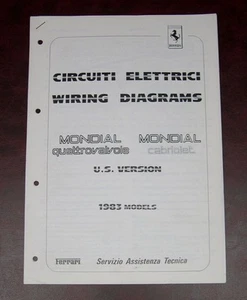 CIRCUITI ELETTRICI
WIRING DIAGRAMS
MONDIAL MONDIAL
quattrovalvole cabriolet
U.S. VERSION
1983 MODELS
Ferrari Servizio Assistenza Tecnica